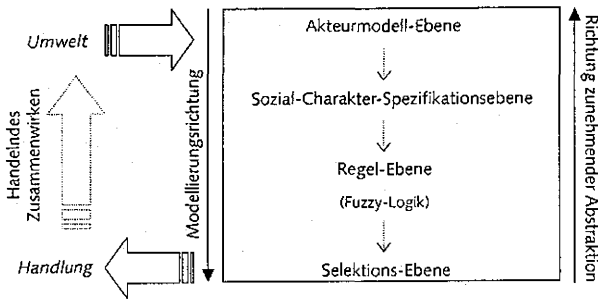 Umwelt
Handelndes
Zusammenwirken
Handlung
Modellierungsrichtung
Akteurmodell-Ebene
Sozial-Charakter-Spezifikationsebene
Regel-Ebene
(Fuzzy-Logik)
Selektions-Ebene
Richtung zunehmender Abstraktion